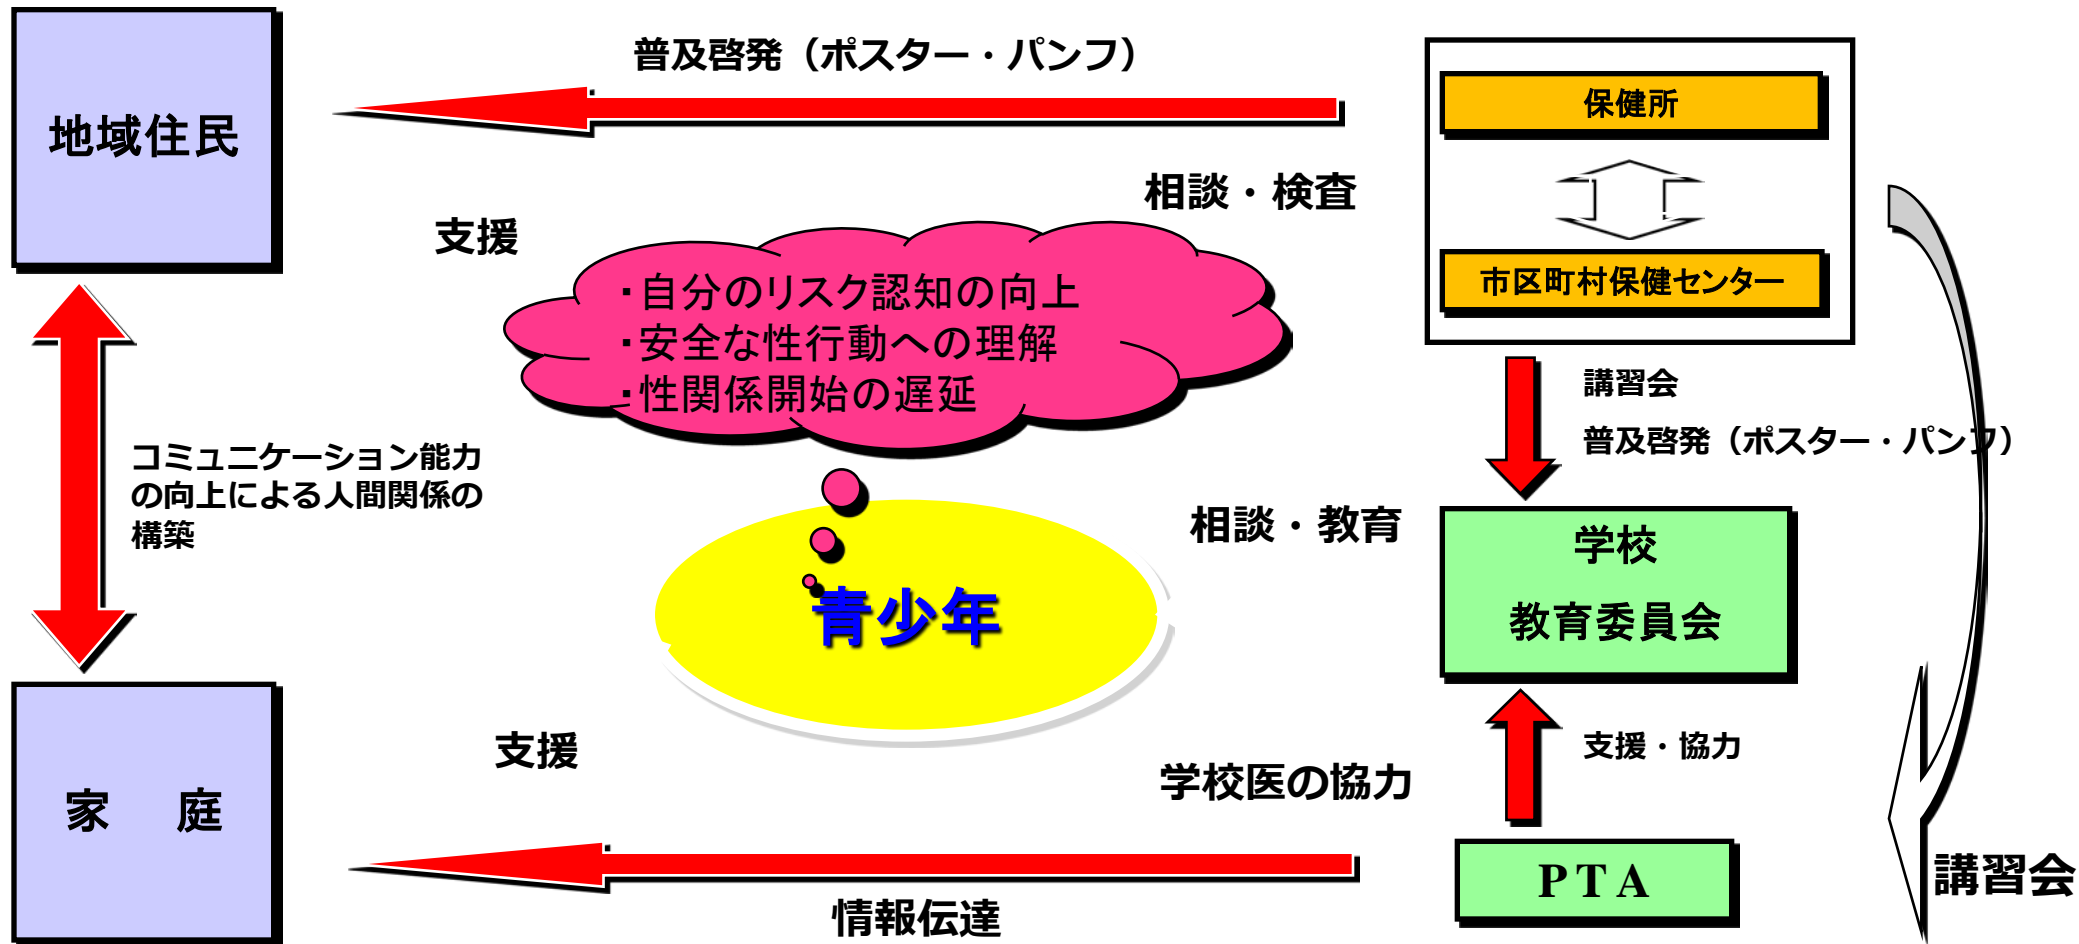 普及啓発（ポスター・パンフ）
地域住民
保健所
相談・検査
支援
市区町村保健センター
・自分のリスク認知の向上
・安全な性行動への理解
・性関係開始の遅延
講習会
普及啓発（ポスター・パンフ）
コミュニケーション能力
の向上による人間関係の
構築
相談・教育
学校
教育委員会
青少年
支援
支援・協力
学校医の協力
家　庭
PTA
講習会
情報伝達